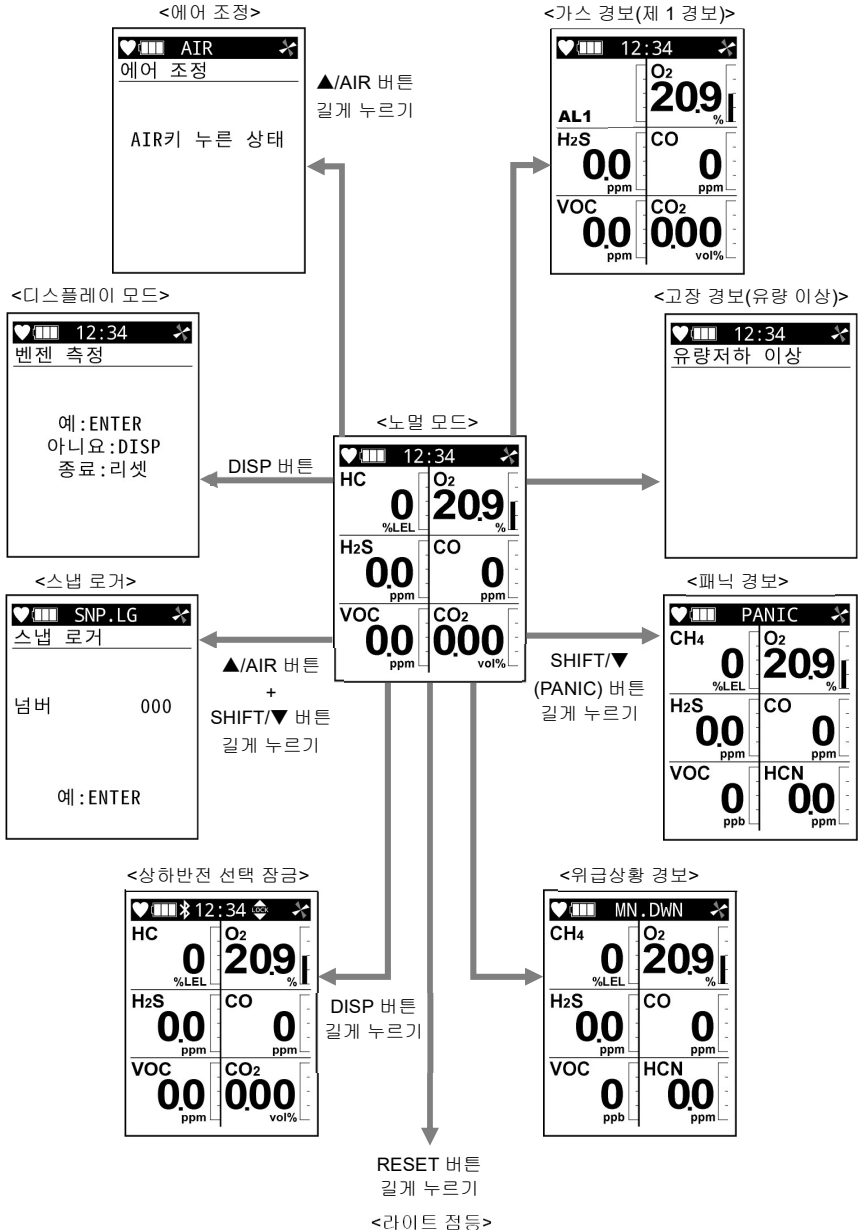 <에어 조정>
AIR
에어 조정
AIR키 누른 상태
▲/AIR 버튼
길게 누르기
<가스 경보(제 1 경보)>
12:34
AL1
O2
20.9
%
H2S
0.0
ppm
CO
0
ppm
VOC
0.0
ppm
CO2
0.00
vol%
<디스플레이 모드>
12:34
벤젠 측정
예:ENTER
아니요:DISP
종료:리셋
DISP 버튼
<노멀 모드>
12:34
HC
0
%LEL
O2
20.9
%
H2S
0.0
ppm
CO
0
ppm
VOC
0.0
ppm
CO2
0.00
vol%
<고장 경보(유량 이상)>
12:34
유량저하 이상
<스냅 로거>
SNP.LG
스냅 로거
넘버 000
예:ENTER
▲/AIR 버튼
+
SHIFT/▼ 버튼
길게 누르기
SHIFT/▼
(PANIC) 버튼
길게 누르기
<패닉 경보>
PANIC
CH4
0
%LEL
O2
20.9
%
H2S
0.0
ppm
CO
0
ppm
VOC
0
ppb
HCN
0.0
ppm
<상하반전 선택 잠금>
12:34 LOCK
HC
0
%LEL
O2
20.9
%
H2S
0.0
ppm
CO
0
ppm
VOC
0.0
ppm
CO2
0.00
vol%
DISP 버튼
길게 누르기
<위급상황 경보>
MN.DWN
CH4
0
%LEL
O2
20.9
%
H2S
0.0
ppm
CO
0
ppm
VOC
0
ppb
HCN
0.0
ppm
RESET 버튼
길게 누르기
<라이트 점등>